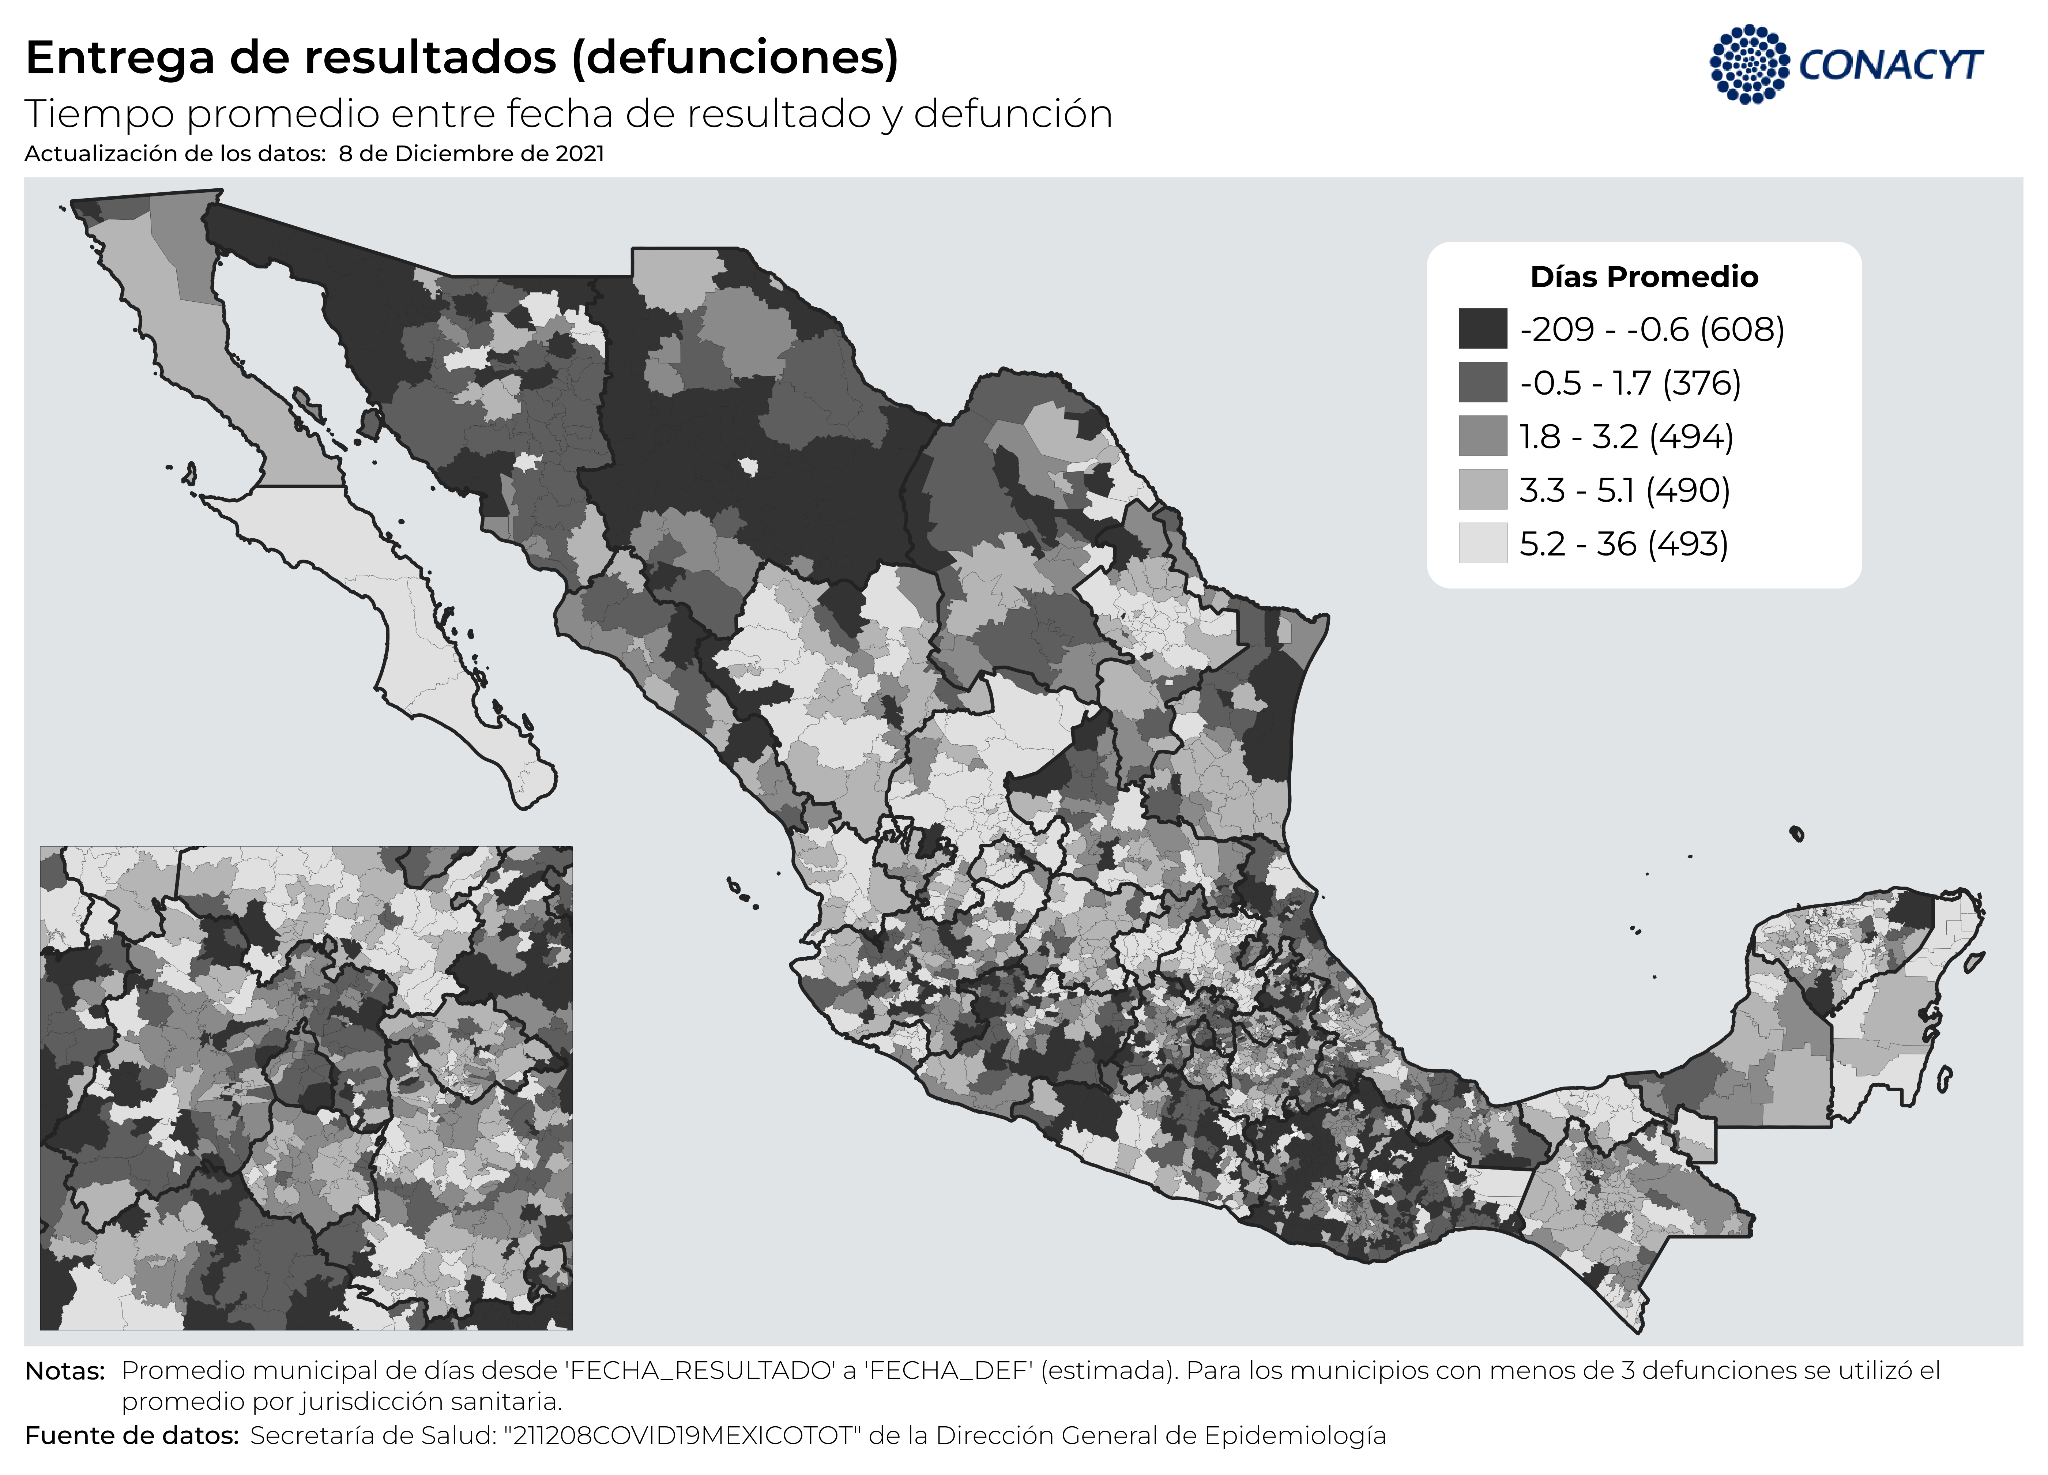 Entrega de resultados (defunciones)
Tiempo promedio entre fecha de resultado y defunción
Actualización de los datos: 8 de Diciembre de 2021
CONACYT
Días Promedio
-209 - -0.6 (608)
-0.5 - 1.7 (376)
1.8 - 3.2 (494)
3.3 - 5.1 (490)
5.2 - 36 (493)
Notas: Promedio municipal de días desde 'FECHA_RESULTADO' a 'FECHA_DEF' (estimada). Para los municipios con menos de 3 defunciones se utilizó el
promedio por jurisdicción sanitaria.
Fuente de datos: Secretaría de Salud: "211208COVID19MEXICOTOT" de la Dirección General de Epidemiología